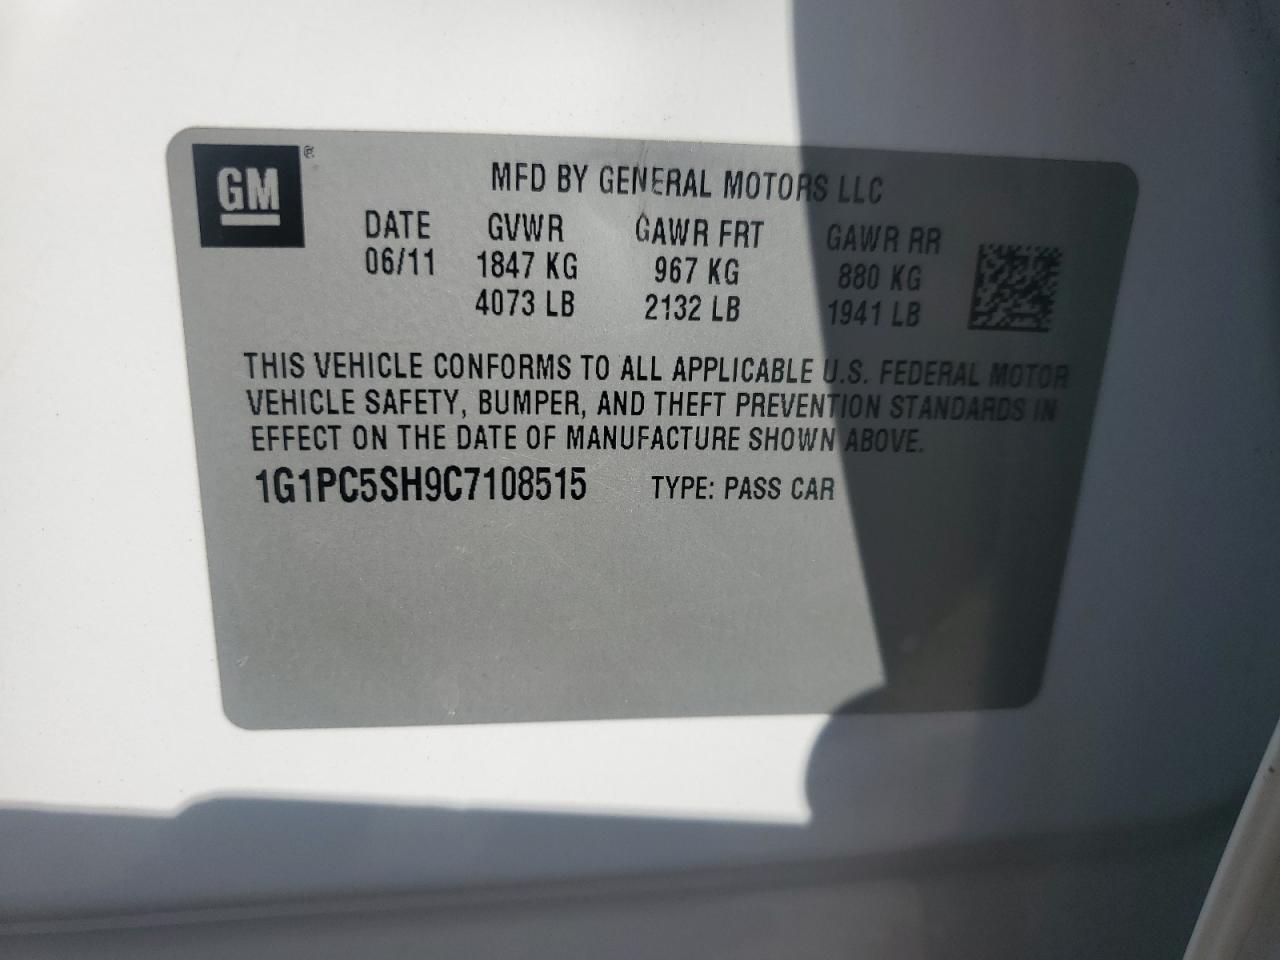 GM ®
MFD BY GENERAL MOTORS LLC
DATE GVWR GAWR FRT GAWR RR
06/11 1847 KG 967 KG 880 KG
4073 LB 2132 LB 1941 LB
THIS VEHICLE CONFORMS TO ALL APPLICABLE U.S. FEDERAL MOTOR
VEHICLE SAFETY, BUMPER, AND THEFT PREVENTION STANDARDS IN
EFFECT ON THE DATE OF MANUFACTURE SHOWN ABOVE.
1G1PC5SH9C7108515 TYPE: PASS CAR